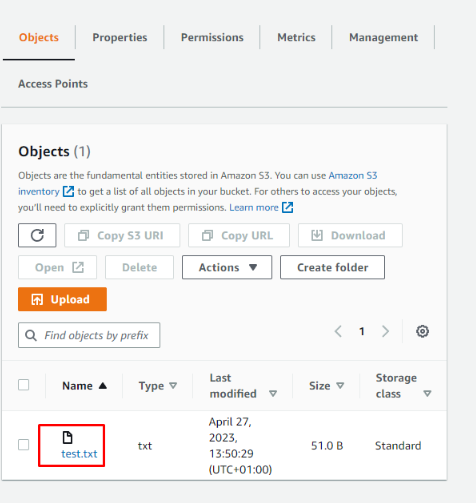 Objects Properties Permissions Metrics Management
Access Points
Objects (1)
Objects are the fundamental entities stored in Amazon S3. You can use Amazon S3
inventory to get a list of all objects in your bucket. For others to access your objects,
you'll need to explicitly grant them permissions. Learn more
Copy S3 URI Copy URL Download
Open Delete Actions Create folder
Upload
Find objects by prefix 1
Name Type Last modified Size Storage class
test.txt txt April 27, 2023, 13:50:29 (UTC+01:00) 51.0 B Standard